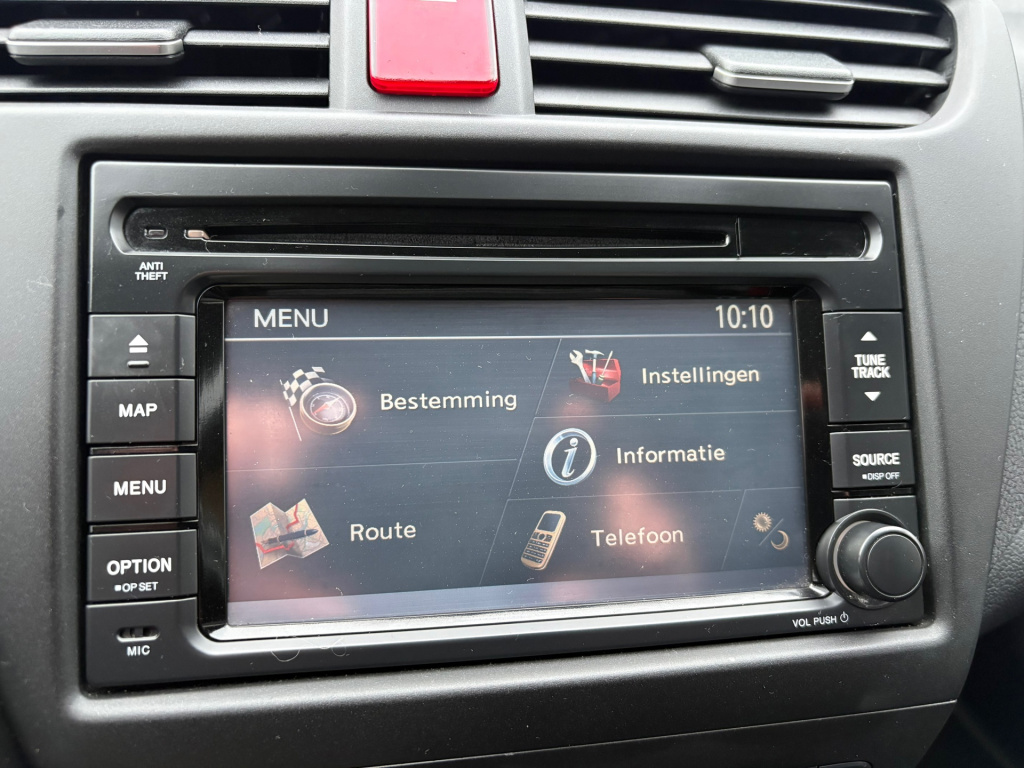 ANTI
THEFT
MENU 10:10
TUNE
TRACK
MAP
Bestemming
Instellingen
MENU
Informatie
SOURCE
DISP OFF
OPTION
OP SET
Route
Telefoon
MIC
VOL PUSH